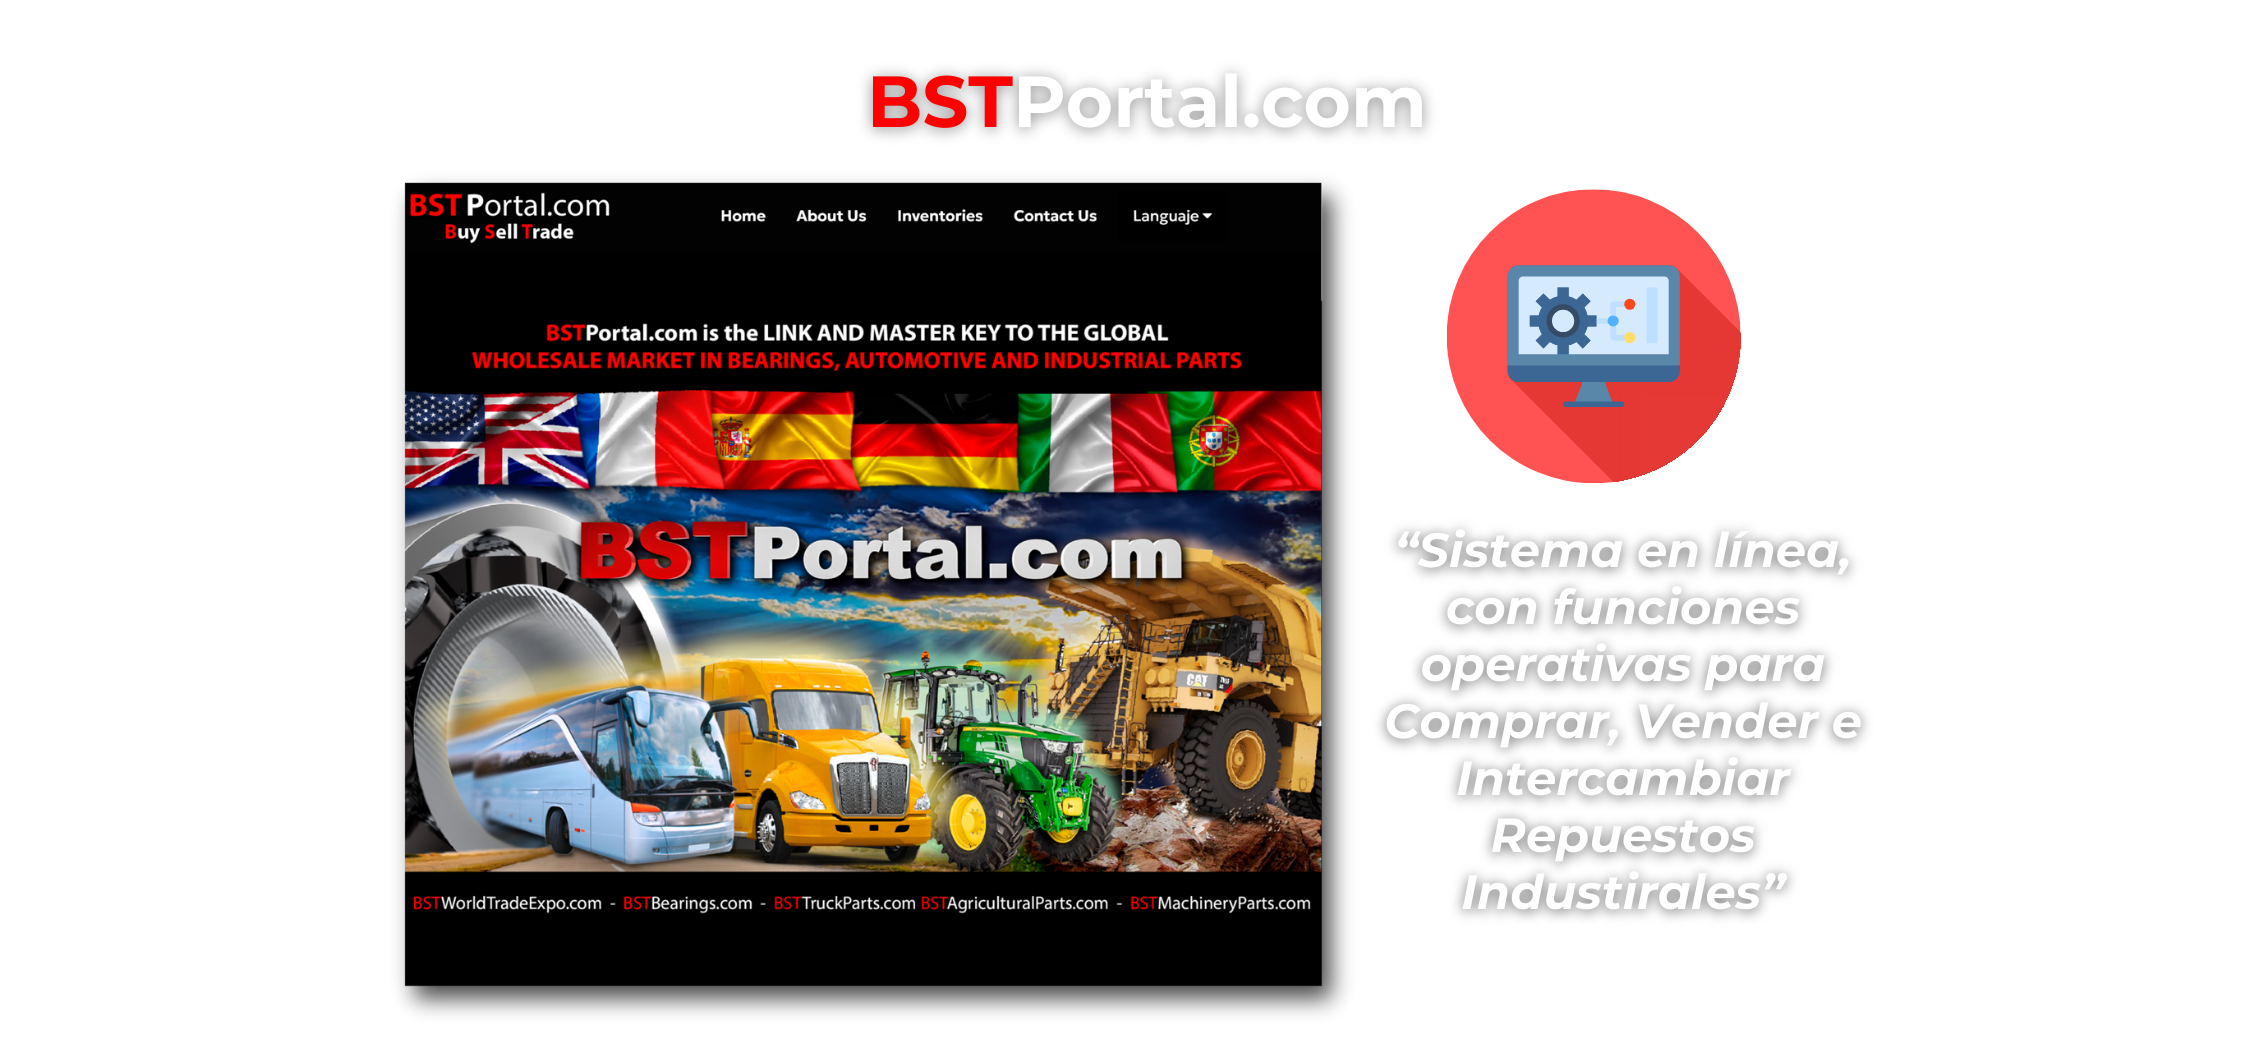 BSTPortal.com
BSTPortal.com
Buy Sell Trade
Home About Us Inventories Contact Us Languaje
BSTPortal.com is the LINK AND MASTER KEY TO THE GLOBAL
WHOLESALE MARKET IN BEARINGS, AUTOMOTIVE AND INDUSTRIAL PARTS
BSTPortal.com
CAT
BSTWorldTradeExpo.com - BSTBearings.com - BSTTruckParts.com BSTAgriculturalParts.com - BSTMachineryParts.com
“Sistema en línea,
con funciones
operativas para
Comprar, Vender e
Intercambiar
Repuestos
Industirales”